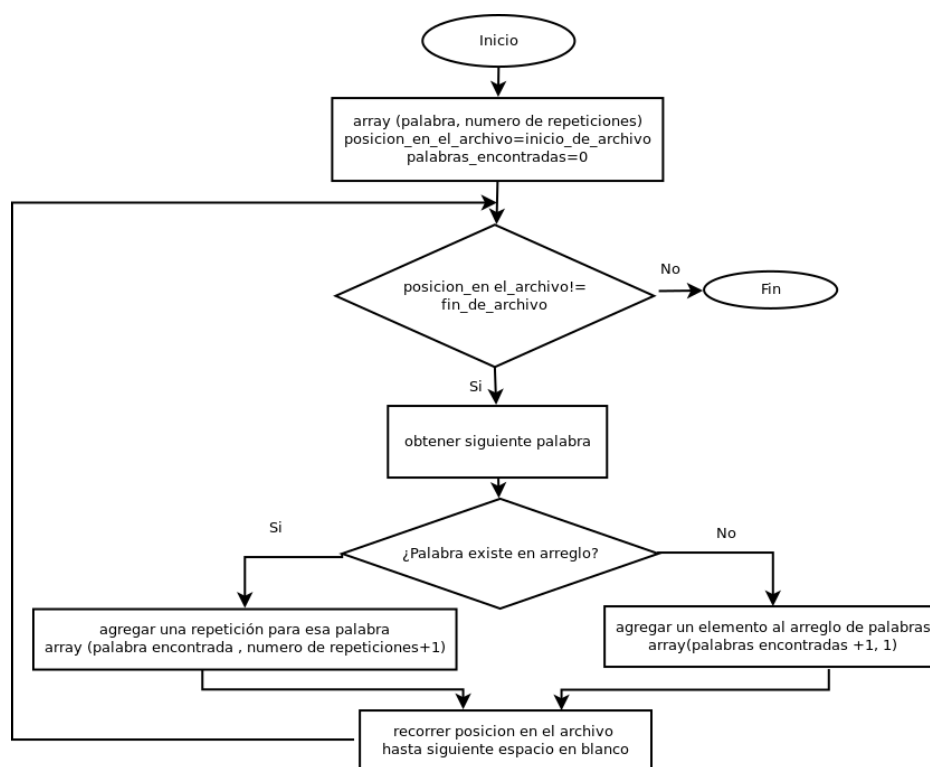 Inicio
array (palabra, numero de repeticiones)
posicion_en_el_archivo=inicio_de_archivo
palabras_encontradas=0
posicion_en el_archivo!=
fin_de_archivo
No
Fin
Si
obtener siguiente palabra
¿Palabra existe en arreglo?
Si
No
agregar una repetición para esa palabra
array (palabra encontrada , numero de repeticiones+1)
agregar un elemento al arreglo de palabras
array(palabras encontradas +1, 1)
recorrer posicion en el archivo
hasta siguiente espacio en blanco